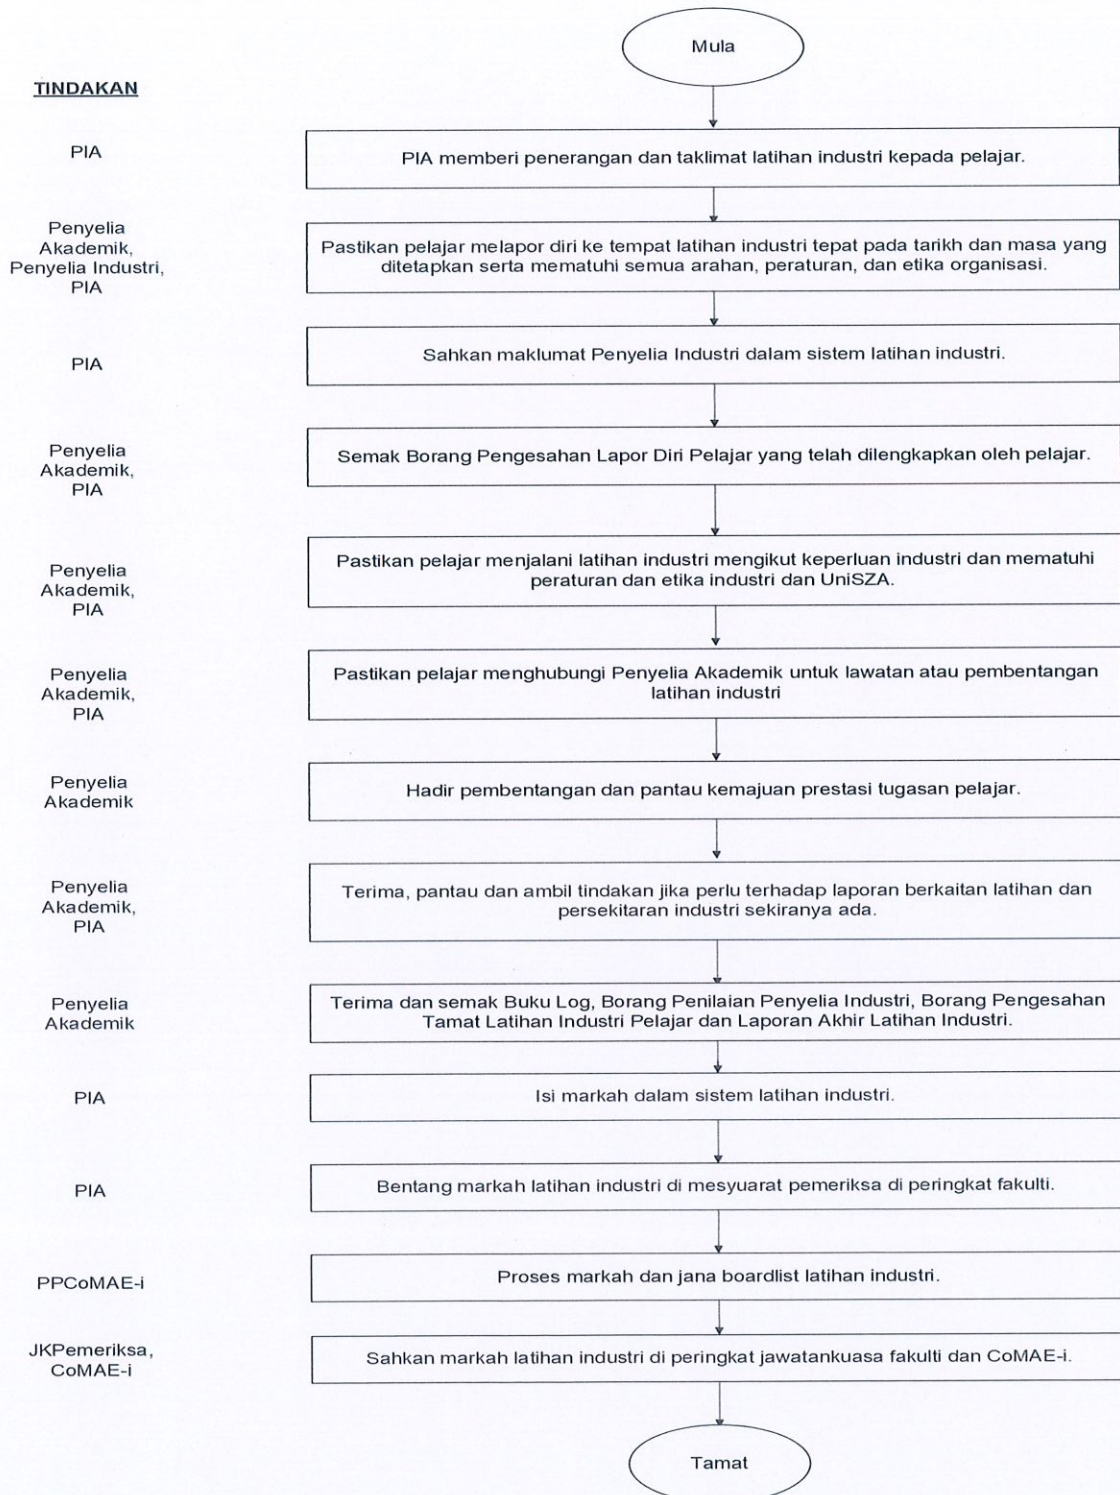 Mula
TINDAKAN
PIA
PIA memberi penerangan dan taklimat latihan industri kepada pelajar.
Penyelia
Akademik,
Penyelia Industri,
PIA
Pastikan pelajar melapor diri ke tempat latihan industri tepat pada tarikh dan masa yang
ditetapkan serta mematuhi semua arahan, peraturan, dan etika organisasi.
PIA
Sahkan maklumat Penyelia Industri dalam sistem latihan industri.
Penyelia
Akademik,
PIA
Semak Borang Pengesahan Lapor Diri Pelajar yang telah dilengkapkan oleh pelajar.
Penyelia
Akademik,
PIA
Pastikan pelajar menjalani latihan industri mengikut keperluan industri dan mematuhi
peraturan dan etika industri dan UniSZA.
Penyelia
Akademik,
PIA
Pastikan pelajar menghubungi Penyelia Akademik untuk lawatan atau pembentangan
latihan industri
Penyelia
Akademik
Hadir pembentangan dan pantau kemajuan prestasi tugasan pelajar.
Penyelia
Akademik,
PIA
Terima, pantau dan ambil tindakan jika perlu terhadap laporan berkaitan latihan dan
persekitaran industri sekiranya ada.
Penyelia
Akademik
Terima dan semak Buku Log, Borang Penilaian Penyelia Industri, Borang Pengesahan
Tamat Latihan Industri Pelajar dan Laporan Akhir Latihan Industri.
PIA
Isi markah dalam sistem latihan industri.
PIA
Bentang markah latihan industri di mesyuarat pemeriksa di peringkat fakulti.
PPCoMAE-i
Proses markah dan jana boardlist latihan industri.
JKPemeriksa,
CoMAE-i
Sahkan markah latihan industri di peringkat jawatankuasa fakulti dan CoMAE-i.
Tamat